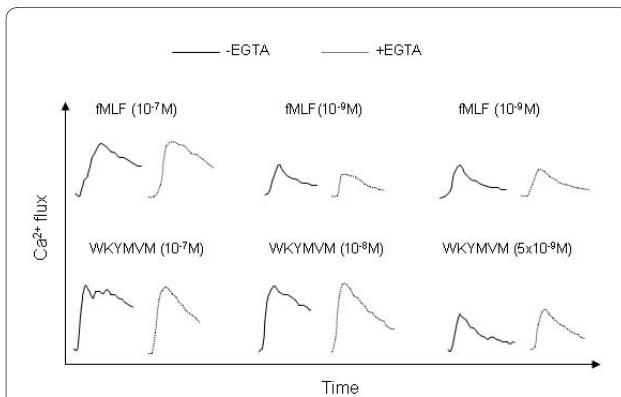 -EGTA +EGTA
fMLF (10-7M) fMLF(10-9M) fMLF (10-9M)
Ca2+ flux
WKYMVM (10-7M) WKYMVM (10-8M) WKYMVM (5x10-9M)
Time